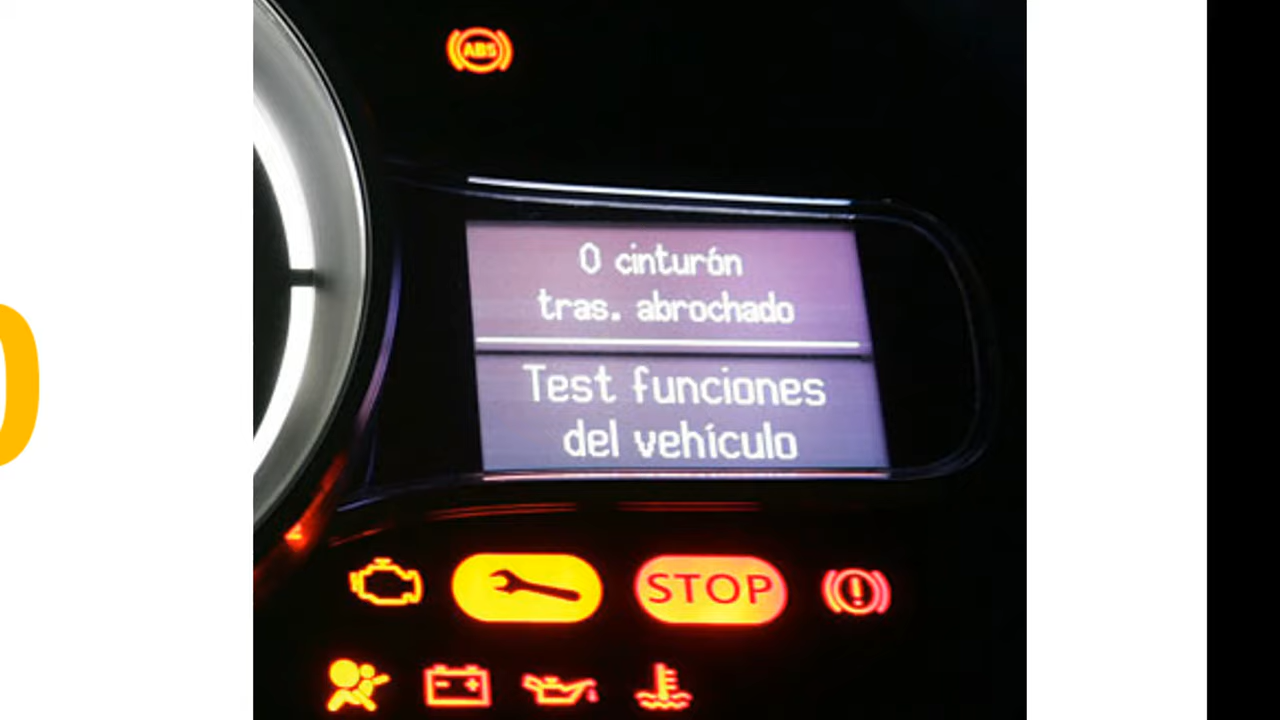 ABS
0 cinturón
tras. abrochado
Test funciones
del vehículo
STOP